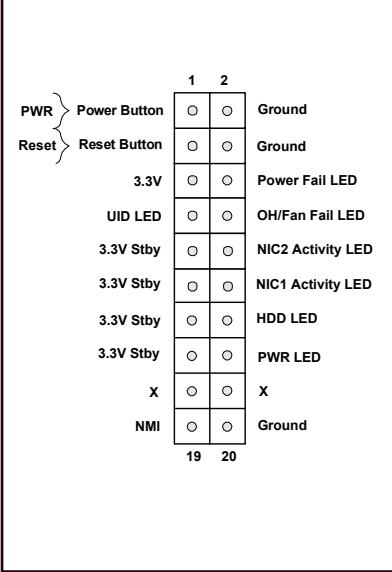 1 2
PWR Power Button Ground
Reset Reset Button Ground
3.3V Power Fail LED
UID LED OH/Fan Fail LED
3.3V Stby NIC2 Activity LED
3.3V Stby NIC1 Activity LED
3.3V Stby HDD LED
3.3V Stby PWR LED
X X
NMI Ground
19 20